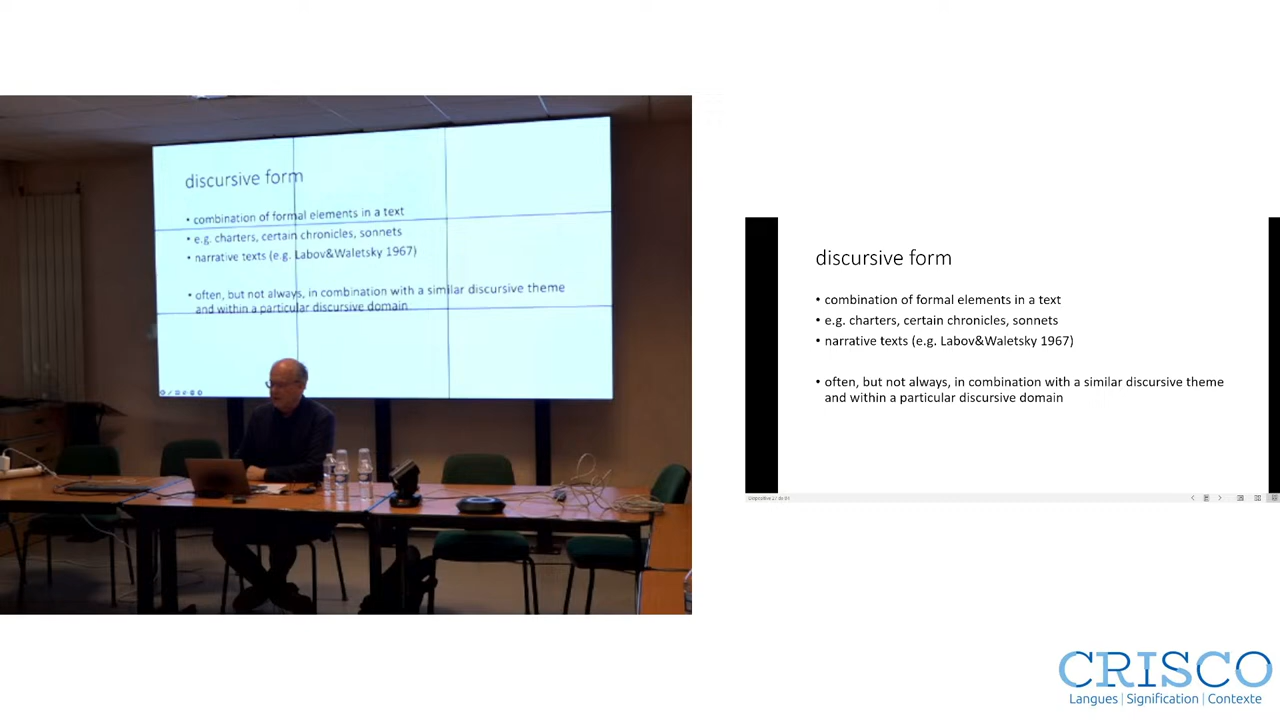 discursive form
• combination of formal elements in a text
• e.g. charters, certain chronicles, sonnets
• narrative texts (e.g. Labov&Waletsky 1967)
• often, but not always, in combination with a similar discursive theme
and within a particular discursive domain
discursive form
• combination of formal elements in a text
• e.g. charters, certain chronicles, sonnets
• narrative texts (e.g. Labov&Waletsky 1967)
• often, but not always, in combination with a similar discursive theme
and within a particular discursive domain
CRISCO
Langues | Signification | Contexte